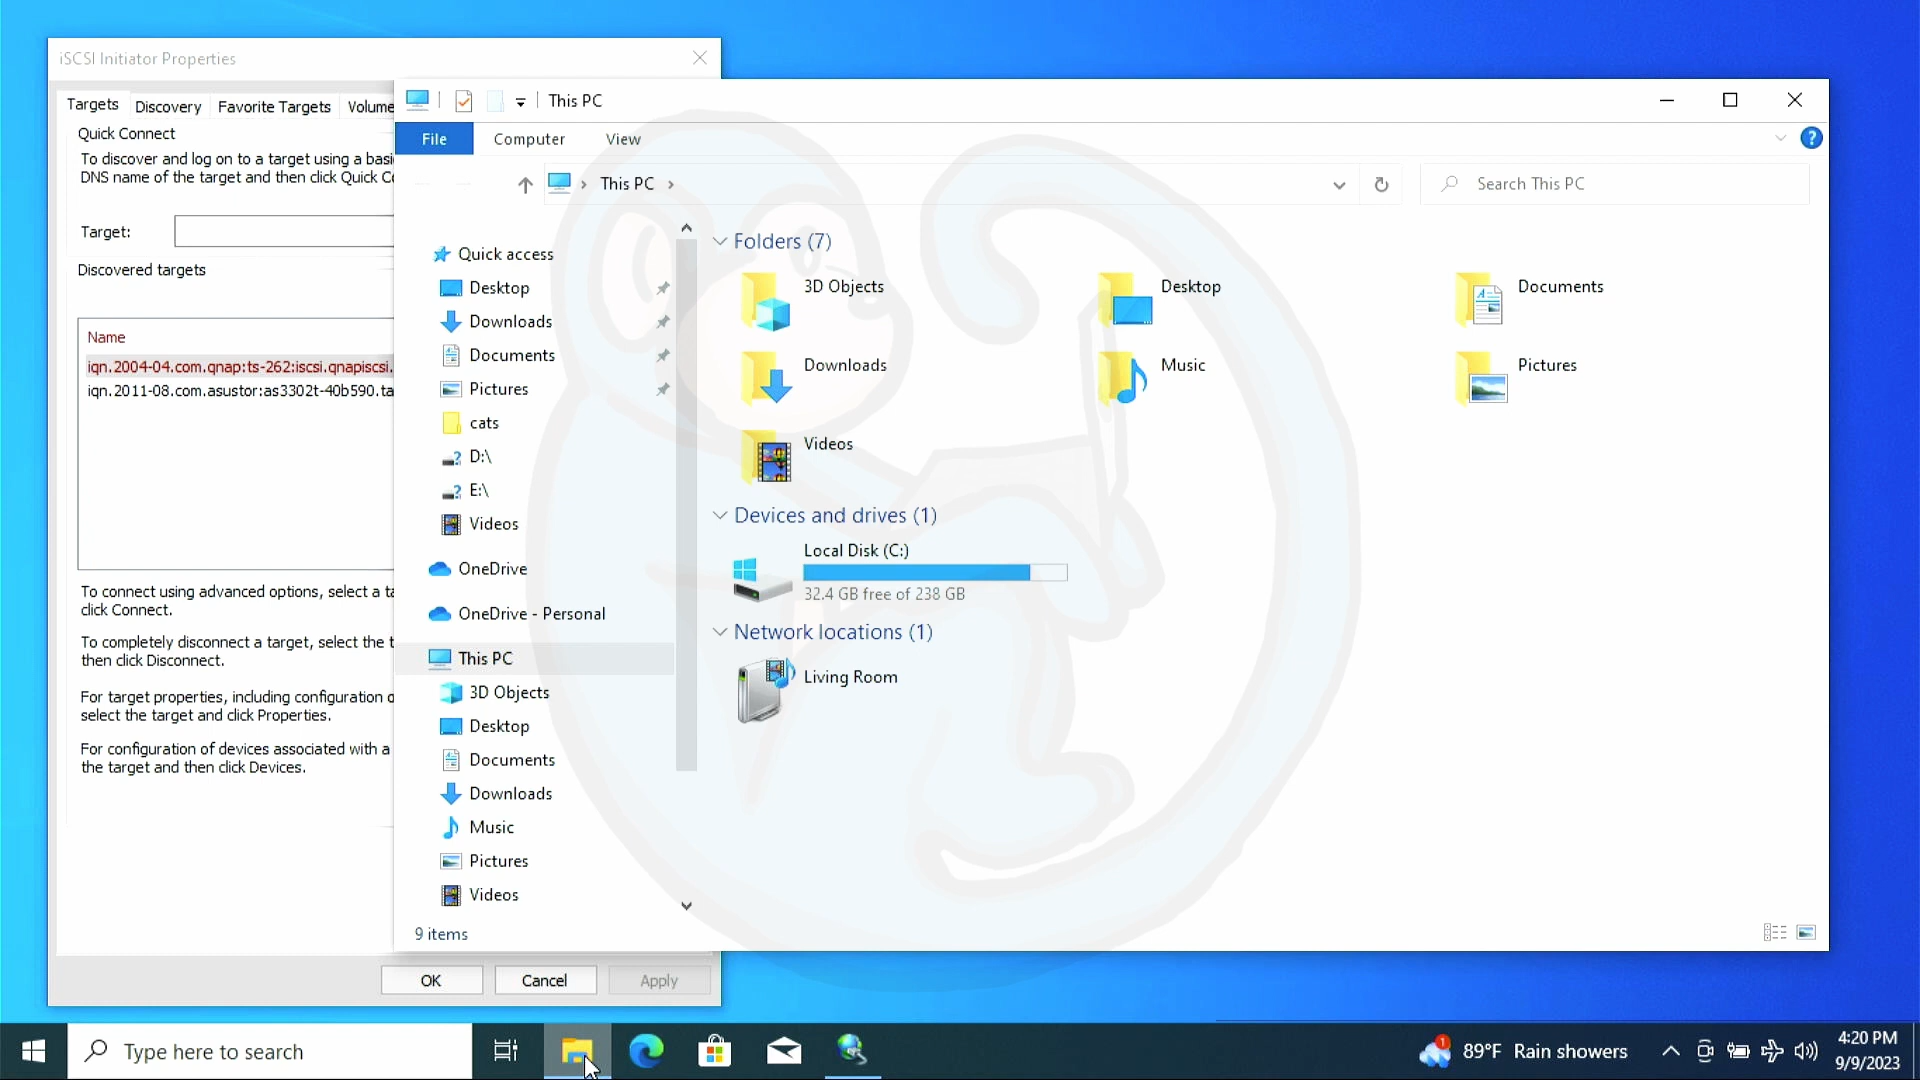 iSCSI Initiator Properties
Targets
Discovery
Favorite Targets
Quick Connect
To discover and log on to a target using a
DNS name of the target and then click Quick
Target:
Discovered targets
Name
iqn.2004-04.com.qnap:ts-262:iscsi.qnapiscsi.
iqn.2011-08.com.asustor:as3302t-40b590.ta
To connect using advanced options, select a
click Connect.
To completely disconnect a target, select the
then click Disconnect.
For target properties, including configuration
select the target and click Properties.
For configuration of devices associated with a
the target and then click Devices.
OK
Cancel
Apply
This PC
File
Computer
View
?
This PC
Search This PC
Quick access
Desktop
Downloads
Documents
Pictures
cats
D:\
E:\
Videos
OneDrive
OneDrive - Personal
This PC
3D Objects
Desktop
Documents
Downloads
Music
Pictures
Videos
9 items
Folders (7)
3D Objects
Desktop
Documents
Downloads
Music
Pictures
Videos
Devices and drives (1)
Local Disk (C:)
32.4 GB free of 238 GB
Network locations (1)
Living Room
Type here to search
1
89°F Rain showers
4:20 PM
9/9/2023